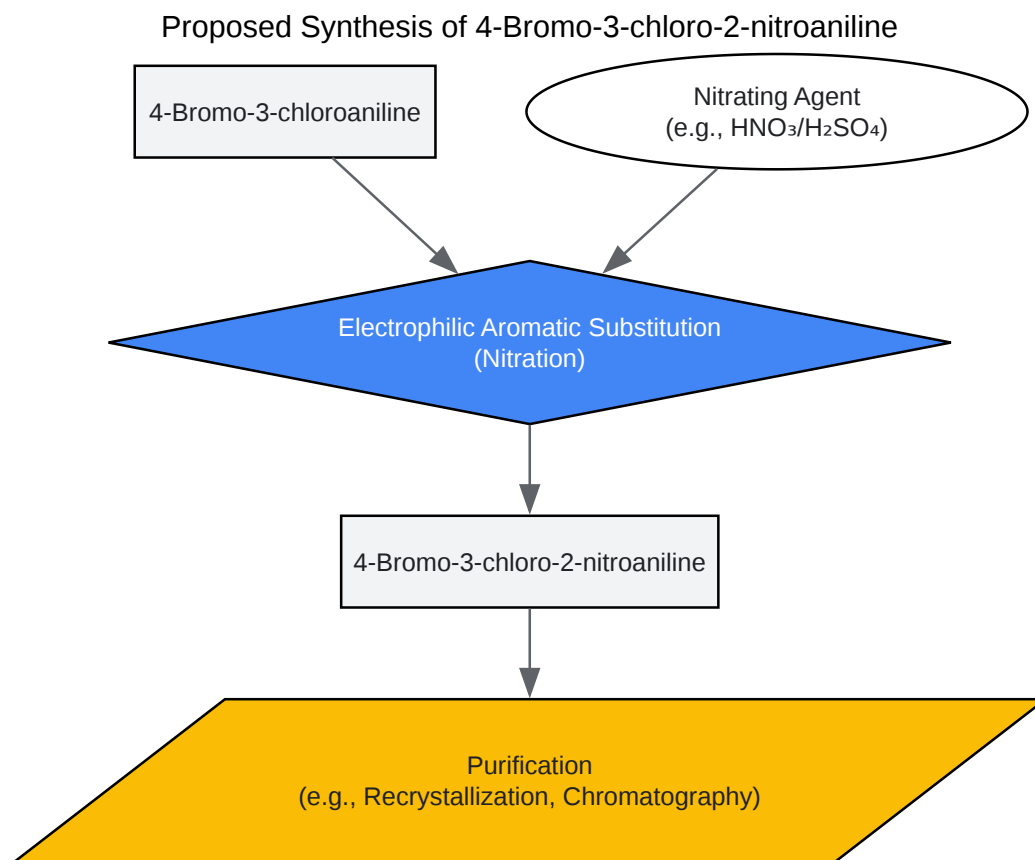 Proposed Synthesis of 4-Bromo-3-chloro-2-nitroaniline
4-Bromo-3-chloroaniline
Nitrating Agent
(e.g., HNO₃/H₂SO₄)
Electrophilic Aromatic Substitution
(Nitration)
4-Bromo-3-chloro-2-nitroaniline
Purification
(e.g., Recrystallization, Chromatography)